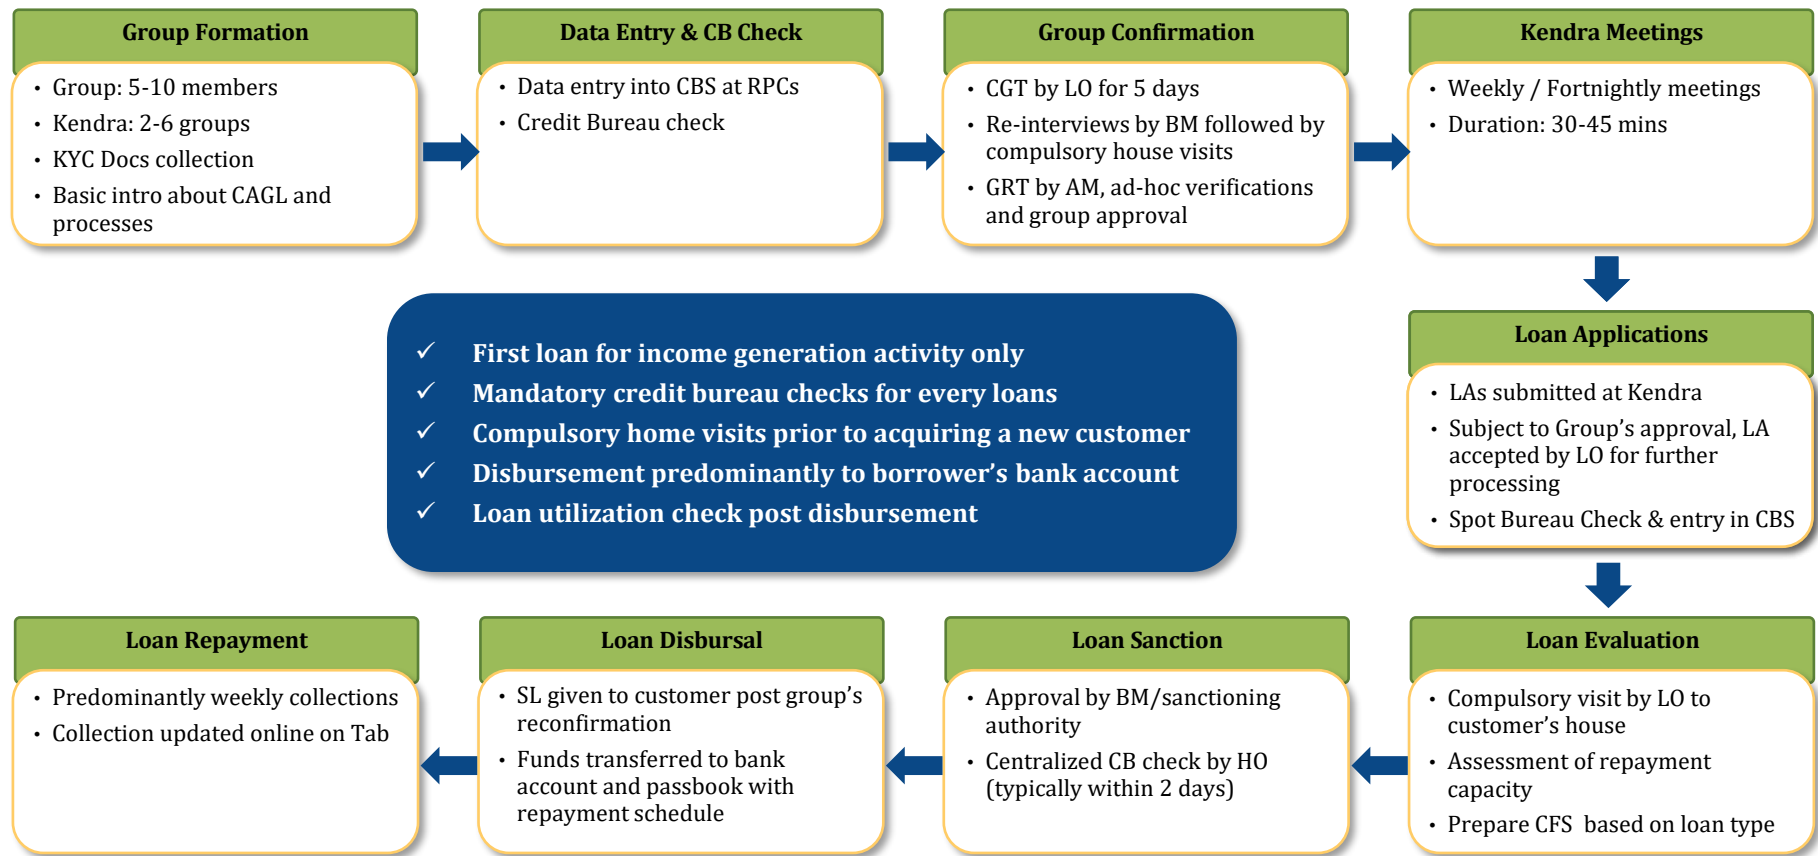 Group Formation
• Group: 5-10 members
• Kendra: 2-6 groups
• KYC Docs collection
• Basic intro about CAGL and
processes
Data Entry & CB Check
• Data entry into CBS at RPCs
• Credit Bureau check
Group Confirmation
• CGT by LO for 5 days
• Re-interviews by BM followed by
compulsory house visits
• GRT by AM, ad-hoc verifications
and group approval
Kendra Meetings
• Weekly / Fortnightly meetings
• Duration: 30-45 mins
✓ First loan for income generation activity only
✓ Mandatory credit bureau checks for every loans
✓ Compulsory home visits prior to acquiring a new customer
✓ Disbursement predominantly to borrower’s bank account
✓ Loan utilization check post disbursement
Loan Applications
• LAs submitted at Kendra
• Subject to Group’s approval, LA
accepted by LO for further
processing
• Spot Bureau Check & entry in CBS
Loan Evaluation
• Compulsory visit by LO to
customer’s house
• Assessment of repayment
capacity
• Prepare CFS based on loan type
Loan Sanction
• Approval by BM/sanctioning
authority
• Centralized CB check by HO
(typically within 2 days)
Loan Disbursal
• SL given to customer post group’s
reconfirmation
• Funds transferred to bank
account and passbook with
repayment schedule
Loan Repayment
• Predominantly weekly collections
• Collection updated online on Tab